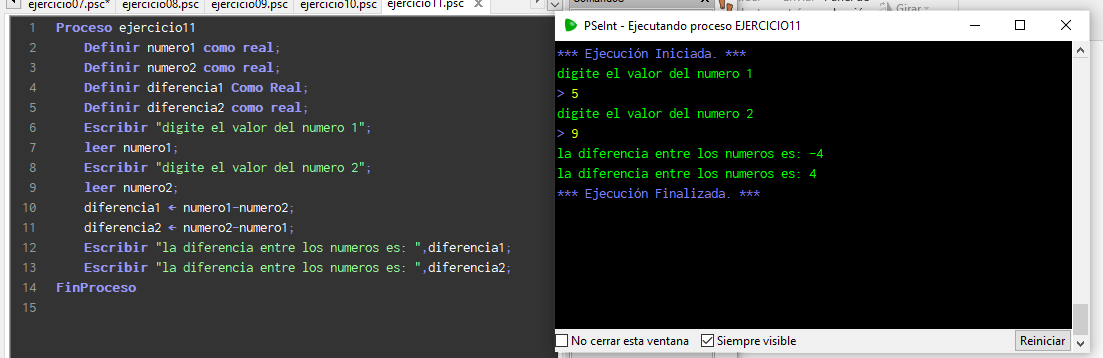 ejercicio07.psc* ejercicio08.psc ejercicio09.psc ejercicio10.psc ejercicio11.psc
1 Proceso ejercicio11
2 Definir numero1 como real;
3 Definir numero2 como real;
4 Definir diferencia1 Como Real;
5 Definir diferencia2 como real;
6 Escribir "digite el valor del numero 1";
7 leer numero1;
8 Escribir "digite el valor del numero 2";
9 leer numero2;
10 diferencia1 ← numero1-numero2;
11 diferencia2 ← numero2-numero1;
12 Escribir "la diferencia entre los numeros es: ",diferencia1;
13 Escribir "la diferencia entre los numeros es: ",diferencia2;
14 FinProceso
15
Girar
PSeInt - Ejecutando proceso EJERCICIO11
*** Ejecución Iniciada. ***
digite el valor del numero 1
> 5
digite el valor del numero 2
> 9
la diferencia entre los numeros es: -4
la diferencia entre los numeros es: 4
*** Ejecución Finalizada. ***
No cerrar esta ventana Siempre visible Reiniciar